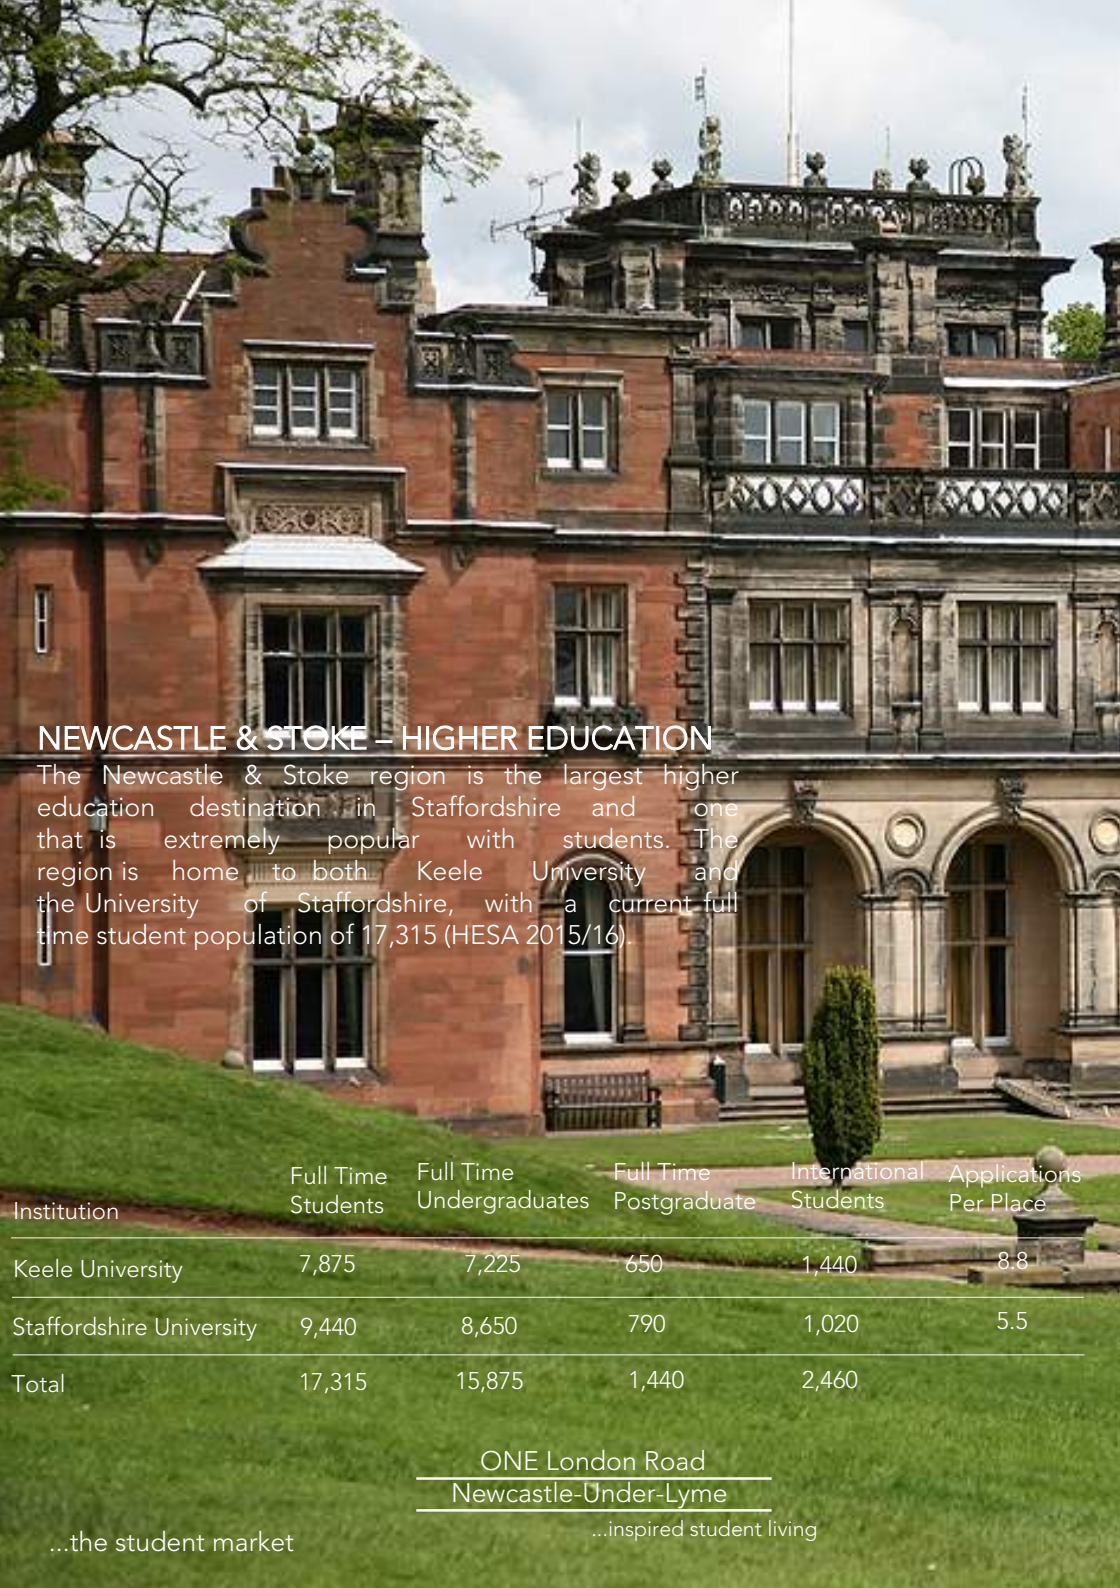 NEWCASTLE & STOKE – HIGHER EDUCATION
The Newcastle & Stoke region is the largest higher
education destination in Staffordshire and one
that is extremely popular with students. The
region is home to both Keele University and
the University of Staffordshire, with a current full
time student population of 17,315 (HESA 2015/16).
Institution Full Time Students Full Time Undergraduates Full Time Postgraduate International Students Applications Per Place
Keele University 7,875 7,225 650 1,440 8.8
Staffordshire University 9,440 8,650 790 1,020 5.5
Total 17,315 15,875 1,440 2,460
ONE London Road
Newcastle-Under-Lyme
...inspired student living
...the student market